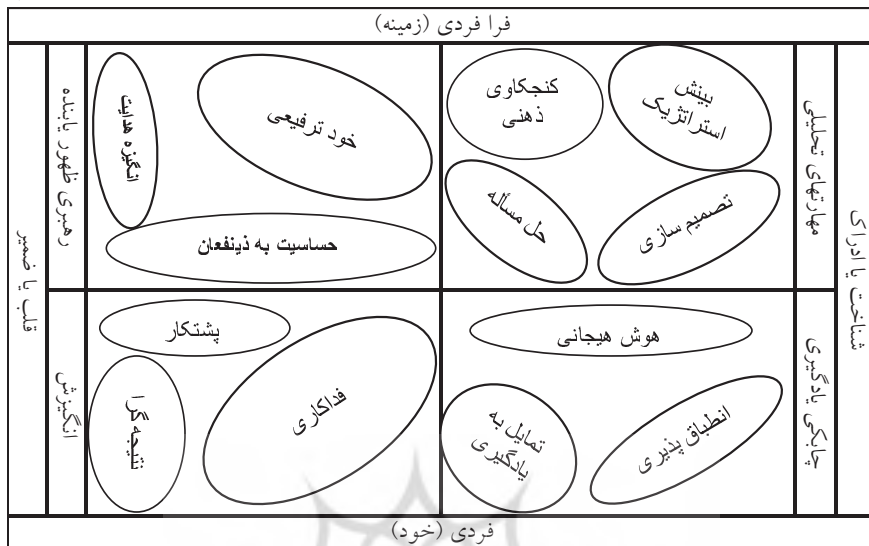 فرا فردی (زمینه)
شناخت یا ادراک
مهارتهای تحلیلی
بینش
استراتژیک
کنجکاوی
ذهنی
تصمیم سازی
حل مسأله
خود ترفیعی
انگیزه هدایت
حساسیت به ذینفعان
رهبری ظهور یابنده
قلب یا ضمیر
چابکی یادگیری
هوش هیجانی
انطباق پذیری
تمایل به
یادگیری
پشتکار
فداکاری
نتیجه گرا
انگیزش
فردی (خود)